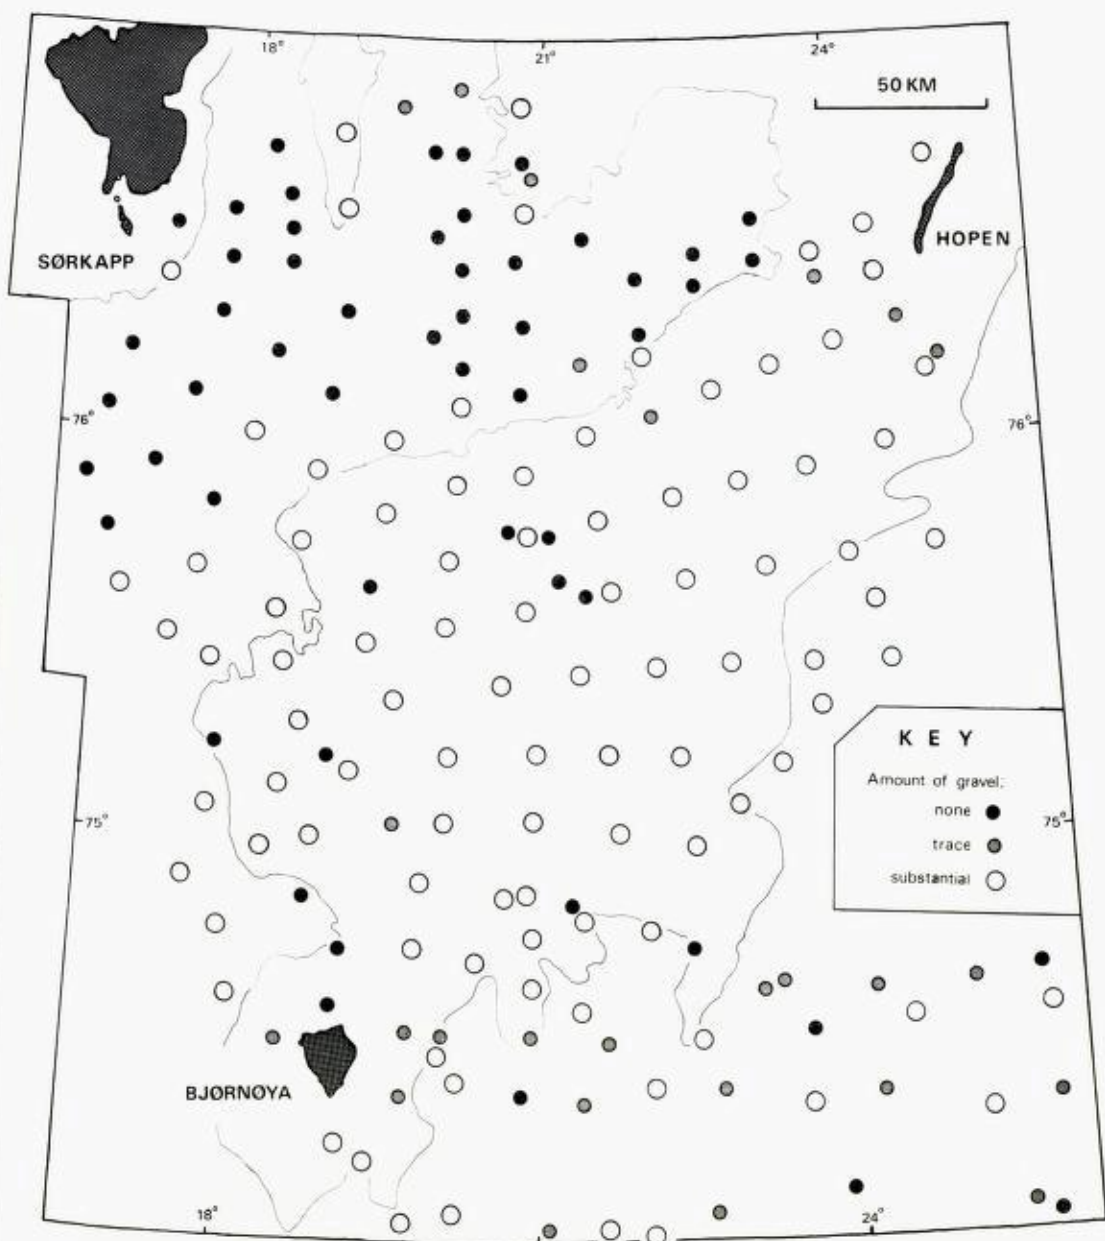 18°
21°
24°
50 KM
HOPEN
SØRKAPP
76°
76°
KEY
Amount of gravel:
none
trace
substantial
75°
75°
BJØRNØYA
18°
24°